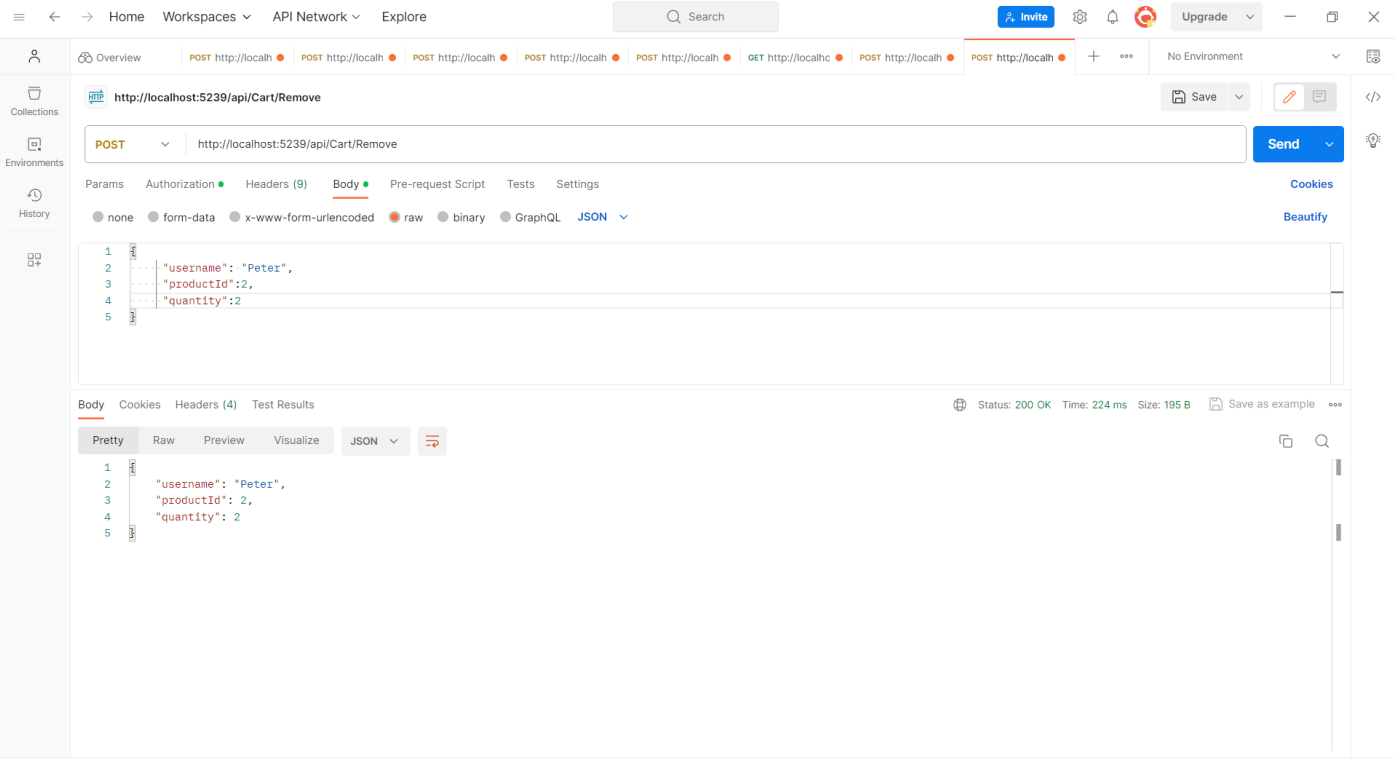 Home Workspaces API Network Explore Search Invite Upgrade
Overview POST http://localh POST http://localh POST http://localh POST http://localh POST http://localh GET http://localhc POST http://localh POST http://localh No Environment
HTTP http://localhost:5239/api/Cart/Remove Save
Collections
POST http://localhost:5239/api/Cart/Remove Send
Environments
Params Authorization Headers (9) Body Pre-request Script Tests Settings Cookies
History
none form-data x-www-form-urlencoded raw binary GraphQL JSON Beautify
1 {
2 "username": "Peter",
3 "productId":2,
4 "quantity":2
5 }
Body Cookies Headers (4) Test Results Status: 200 OK Time: 224 ms Size: 195 B Save as example
Pretty Raw Preview Visualize JSON
1 {
2 "username": "Peter",
3 "productId": 2,
4 "quantity": 2
5 }